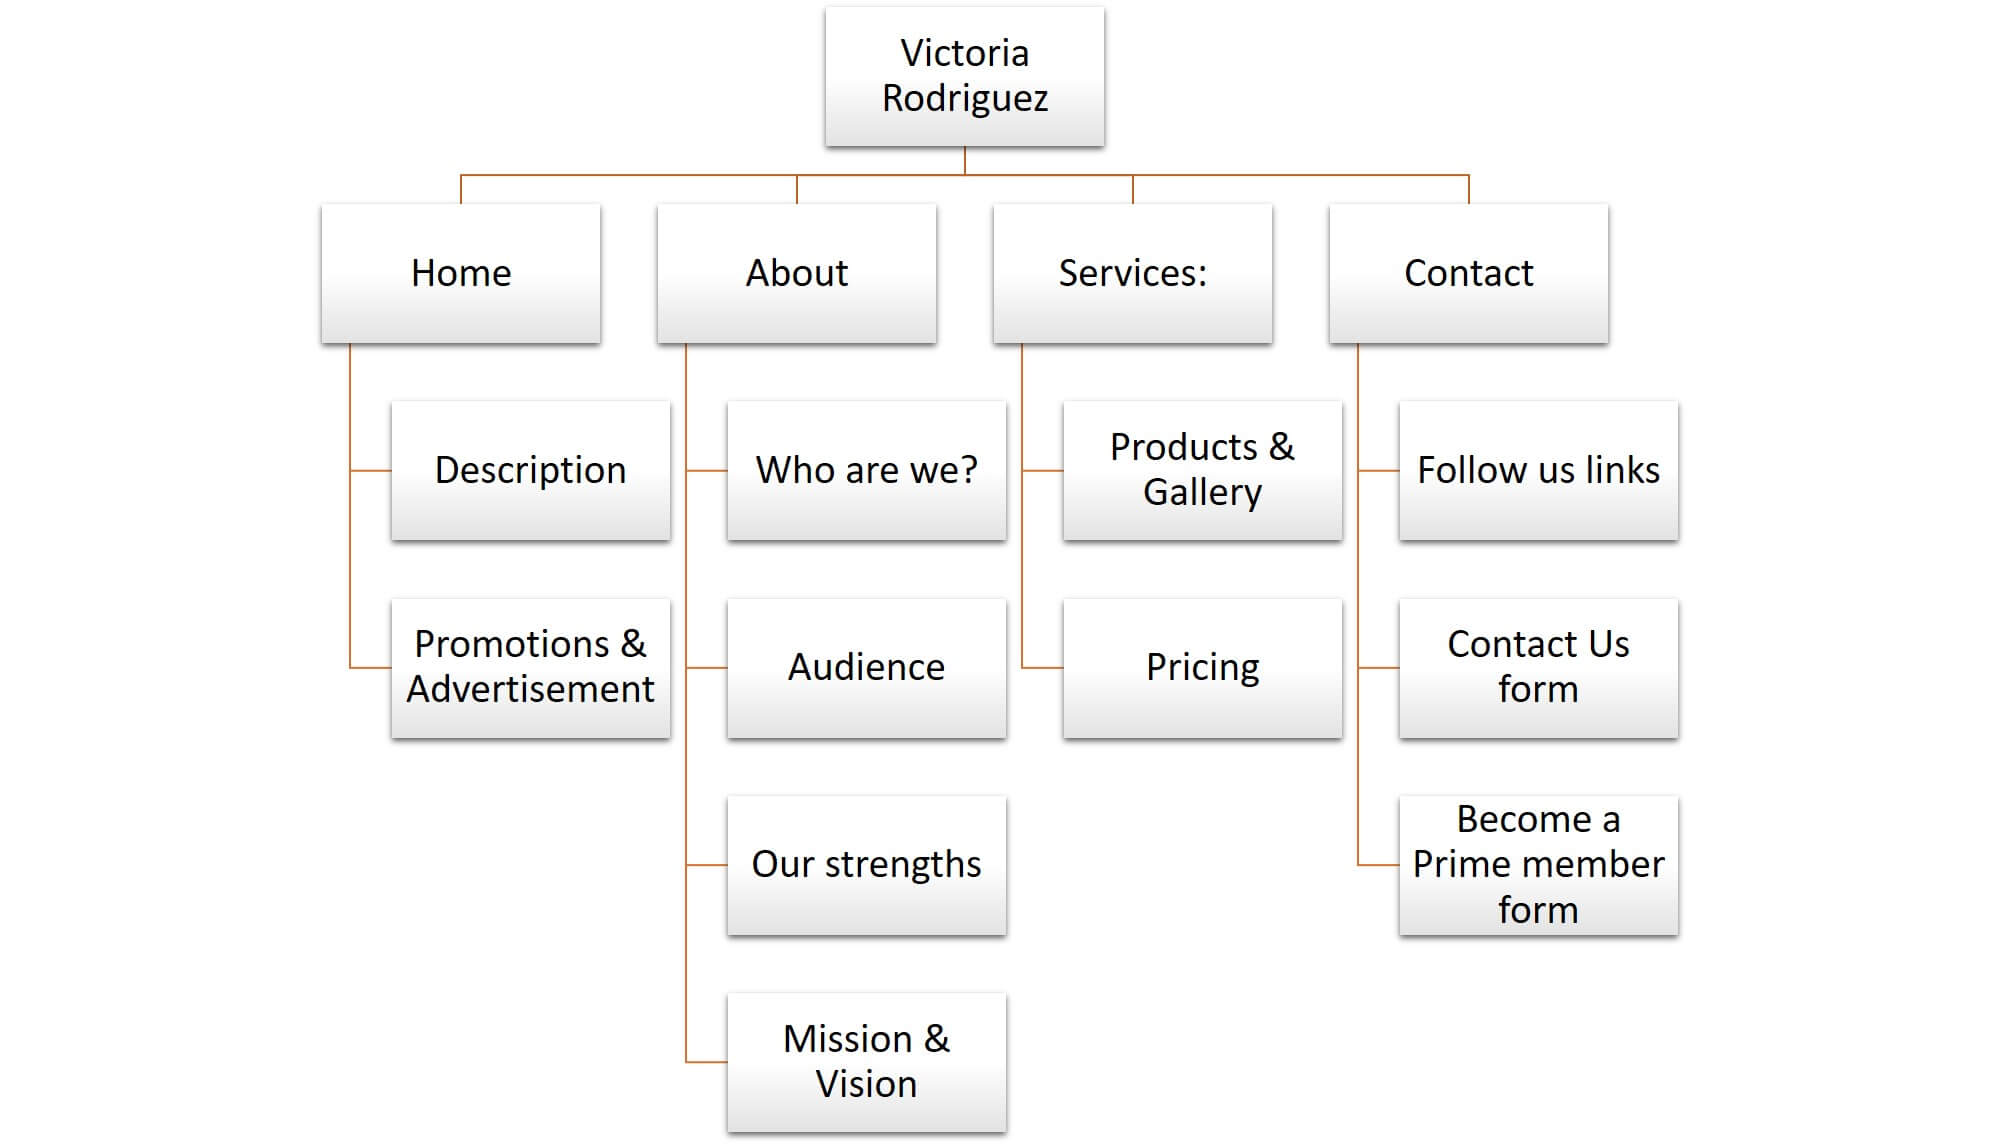 Victoria
Rodriguez
Home
About
Services:
Contact
Description
Who are we?
Products &
Gallery
Follow us links
Promotions &
Advertisement
Audience
Pricing
Contact Us
form
Our strengths
Become a
Prime member
form
Mission &
Vision